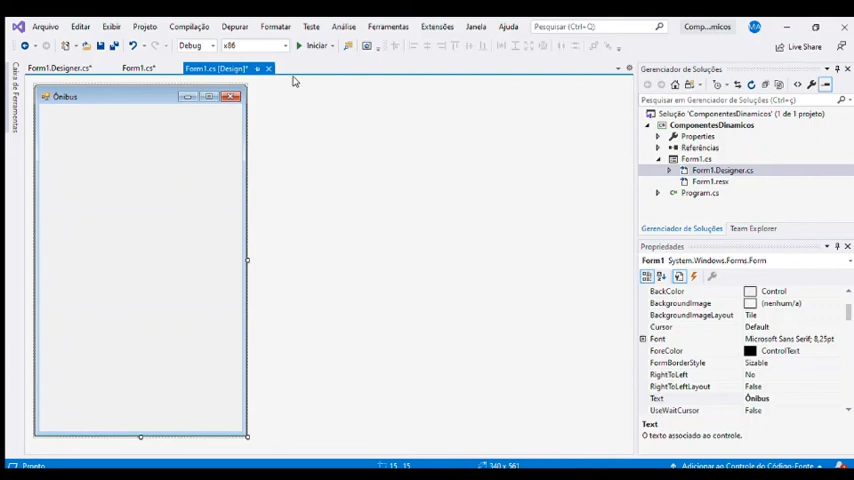 Arquivo Editar Exibir Projeto Compilação Depurar Formatar Teste Análise Ferramentas Extensões Janela Ajuda Pesquisar (Ctrl+Q) Comp...micos MA
Debug x86 Iniciar Live Share
Form1.Designer.cs* Form1.cs* Form1.cs [Design]*
Caixa de Ferramentas
Ônibus
Gerenciador de Soluções
Pesquisar em Gerenciador de Soluções (Ctrl+ç)
Solução 'ComponentesDinamicos' (1 de 1 projeto)
ComponentesDinamicos
Properties
Referências
Form1.cs
Form1.Designer.cs
Form1.resx
Program.cs
Gerenciador de Soluções Team Explorer
Propriedades
Form1 System.Windows.Forms.Form
BackColor Control
BackgroundImage (nenhum/a)
BackgroundImageLayout Tile
Cursor Default
Font Microsoft Sans Serif; 8,25pt
ForeColor ControlText
FormBorderStyle Sizable
RightToLeft No
RightToLeftLayout False
Text Ônibus
UseWaitCursor False
Text
O texto associado ao controle.
Pronto 15, 15 340 x 561 Adicionar ao Controle do Código-Fonte